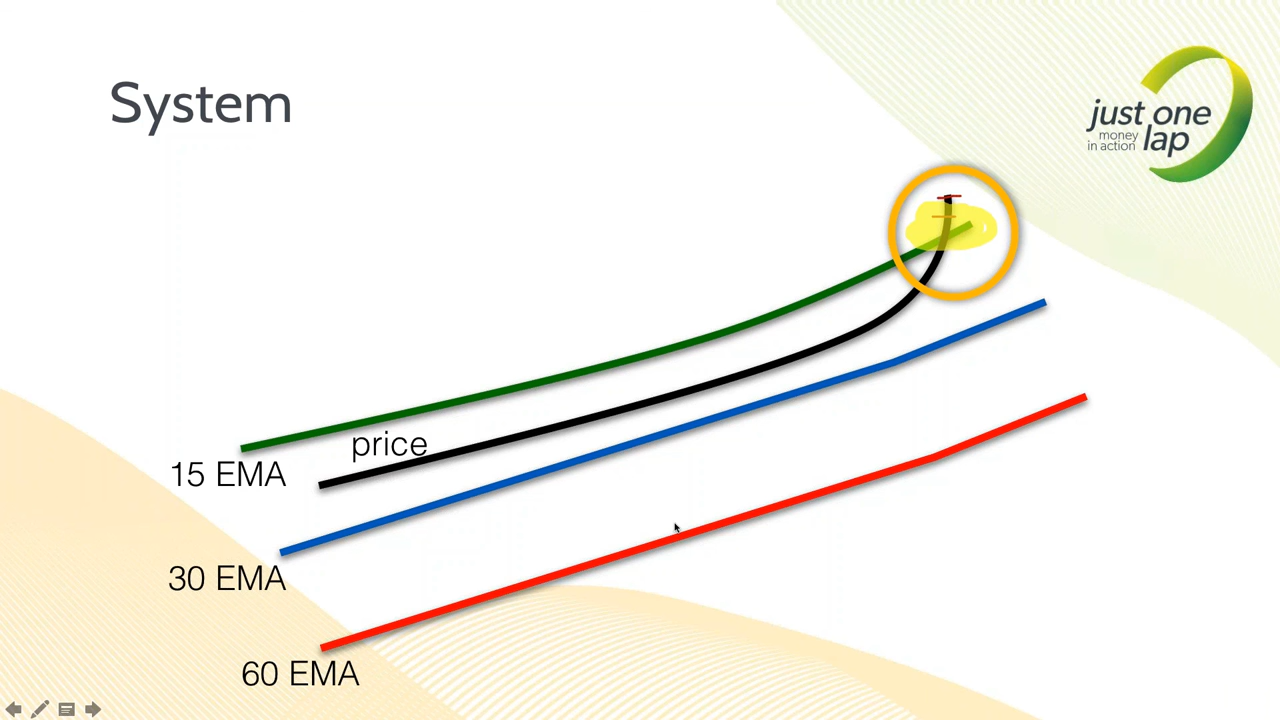 System
just one
money
in action
lap
price
15 EMA
30 EMA
60 EMA